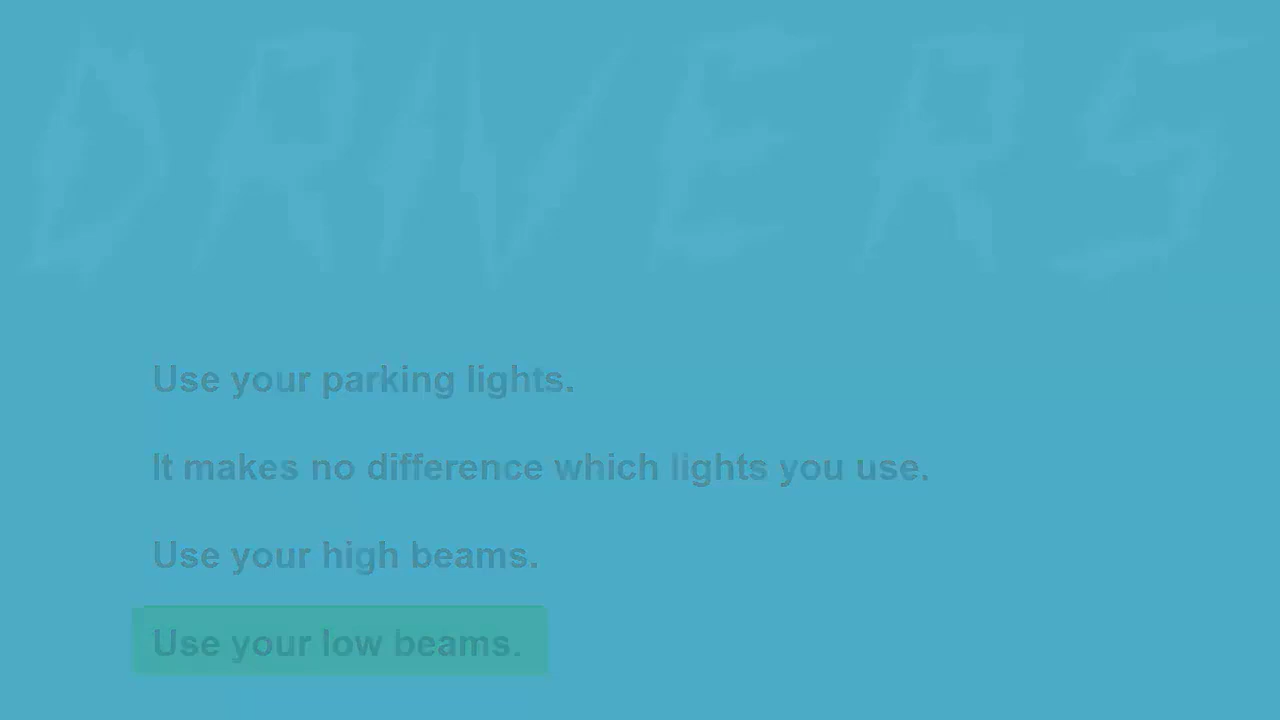 DRIVERS
Use your parking lights.
It makes no difference which lights you use.
Use your high beams.
Use your low beams.